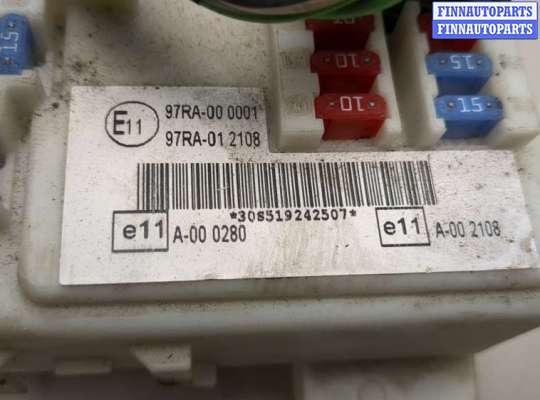 FINNAUTOPARTS
FINNAUTOPARTS
15
10
10
10
15
15
E11
97RA-00 0001
97RA-01 2108
*30S519242507*
e11 A-00 0280
e11 A-00 2108